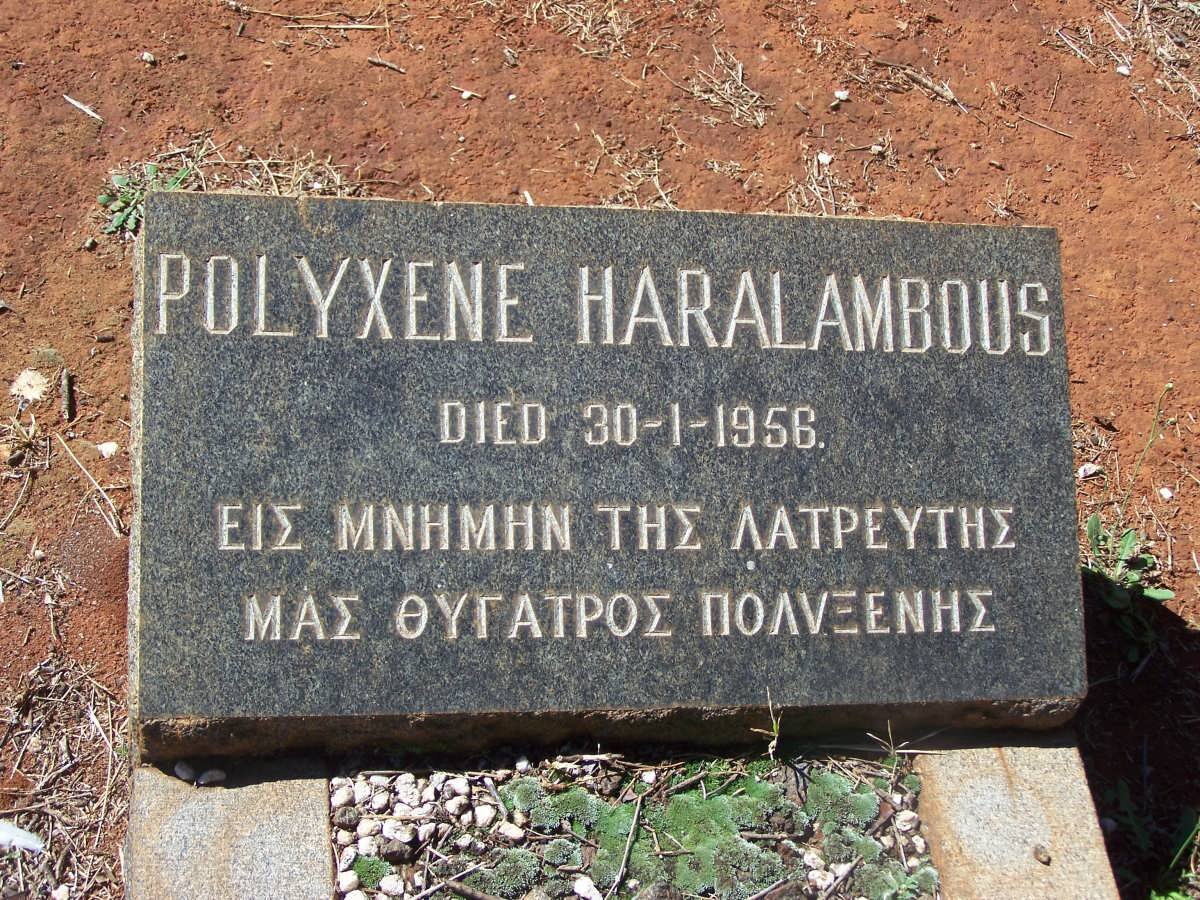 POLYXENE HARALAMBOUS
DIED 30-1-1956.
ΕΙΣ ΜΝΗΜΗΝ ΤΗΣ ΛΑΤΡΕΥΤΗΣ
ΜΑΣ ΘΥΓΑΤΡΟΣ ΠΟΛΥΞΕΝΗΣ